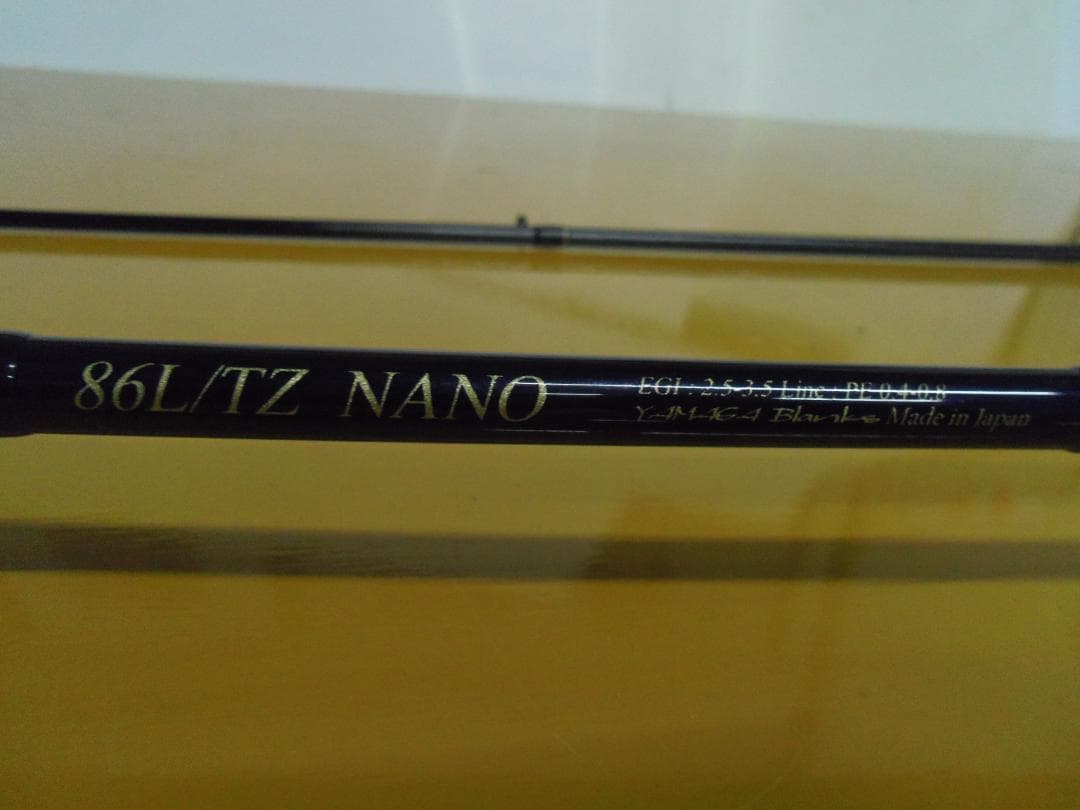 86L/TZ NANO
EGI : 2.5-3.5 Line : PE 0.4-0.8
YAMAGA Blanks Made in Japan